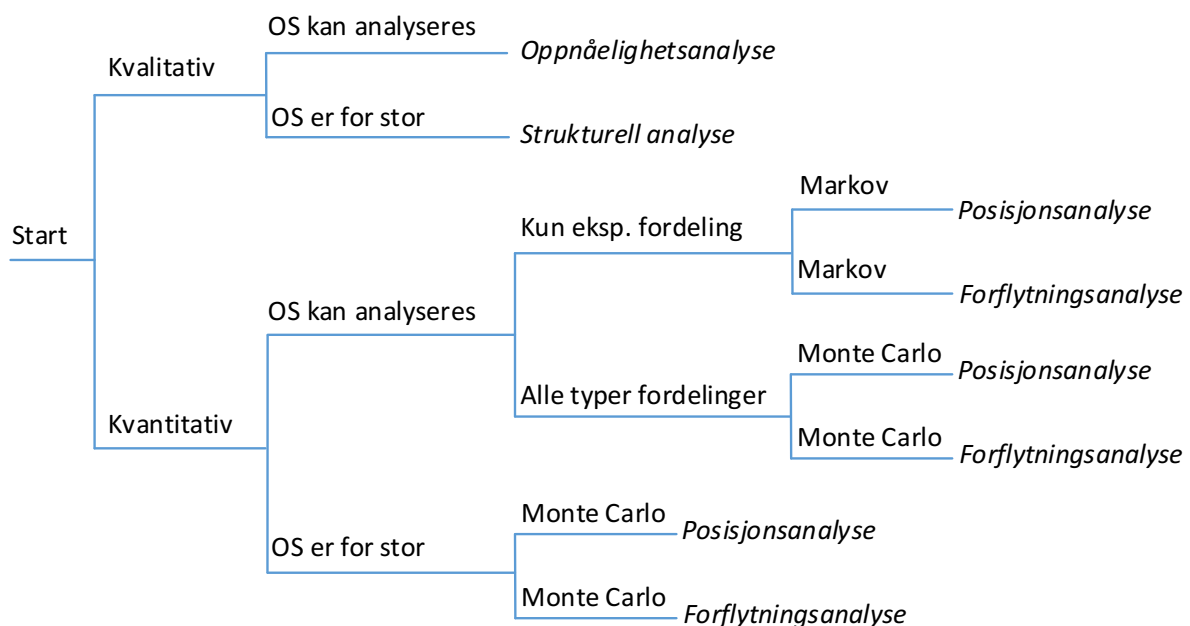 OS kan analyseres
Oppnåelighetsanalyse
Kvalitativ
OS er for stor
Strukturell analyse
Markov
Posisjonsanalyse
Kun eksp. fordeling
Start
Markov
Forflytningsanalyse
OS kan analyseres
Monte Carlo
Posisjonsanalyse
Alle typer fordelinger
Kvantitativ
Monte Carlo
Forflytningsanalyse
Monte Carlo
Posisjonsanalyse
OS er for stor
Monte Carlo
Forflytningsanalyse